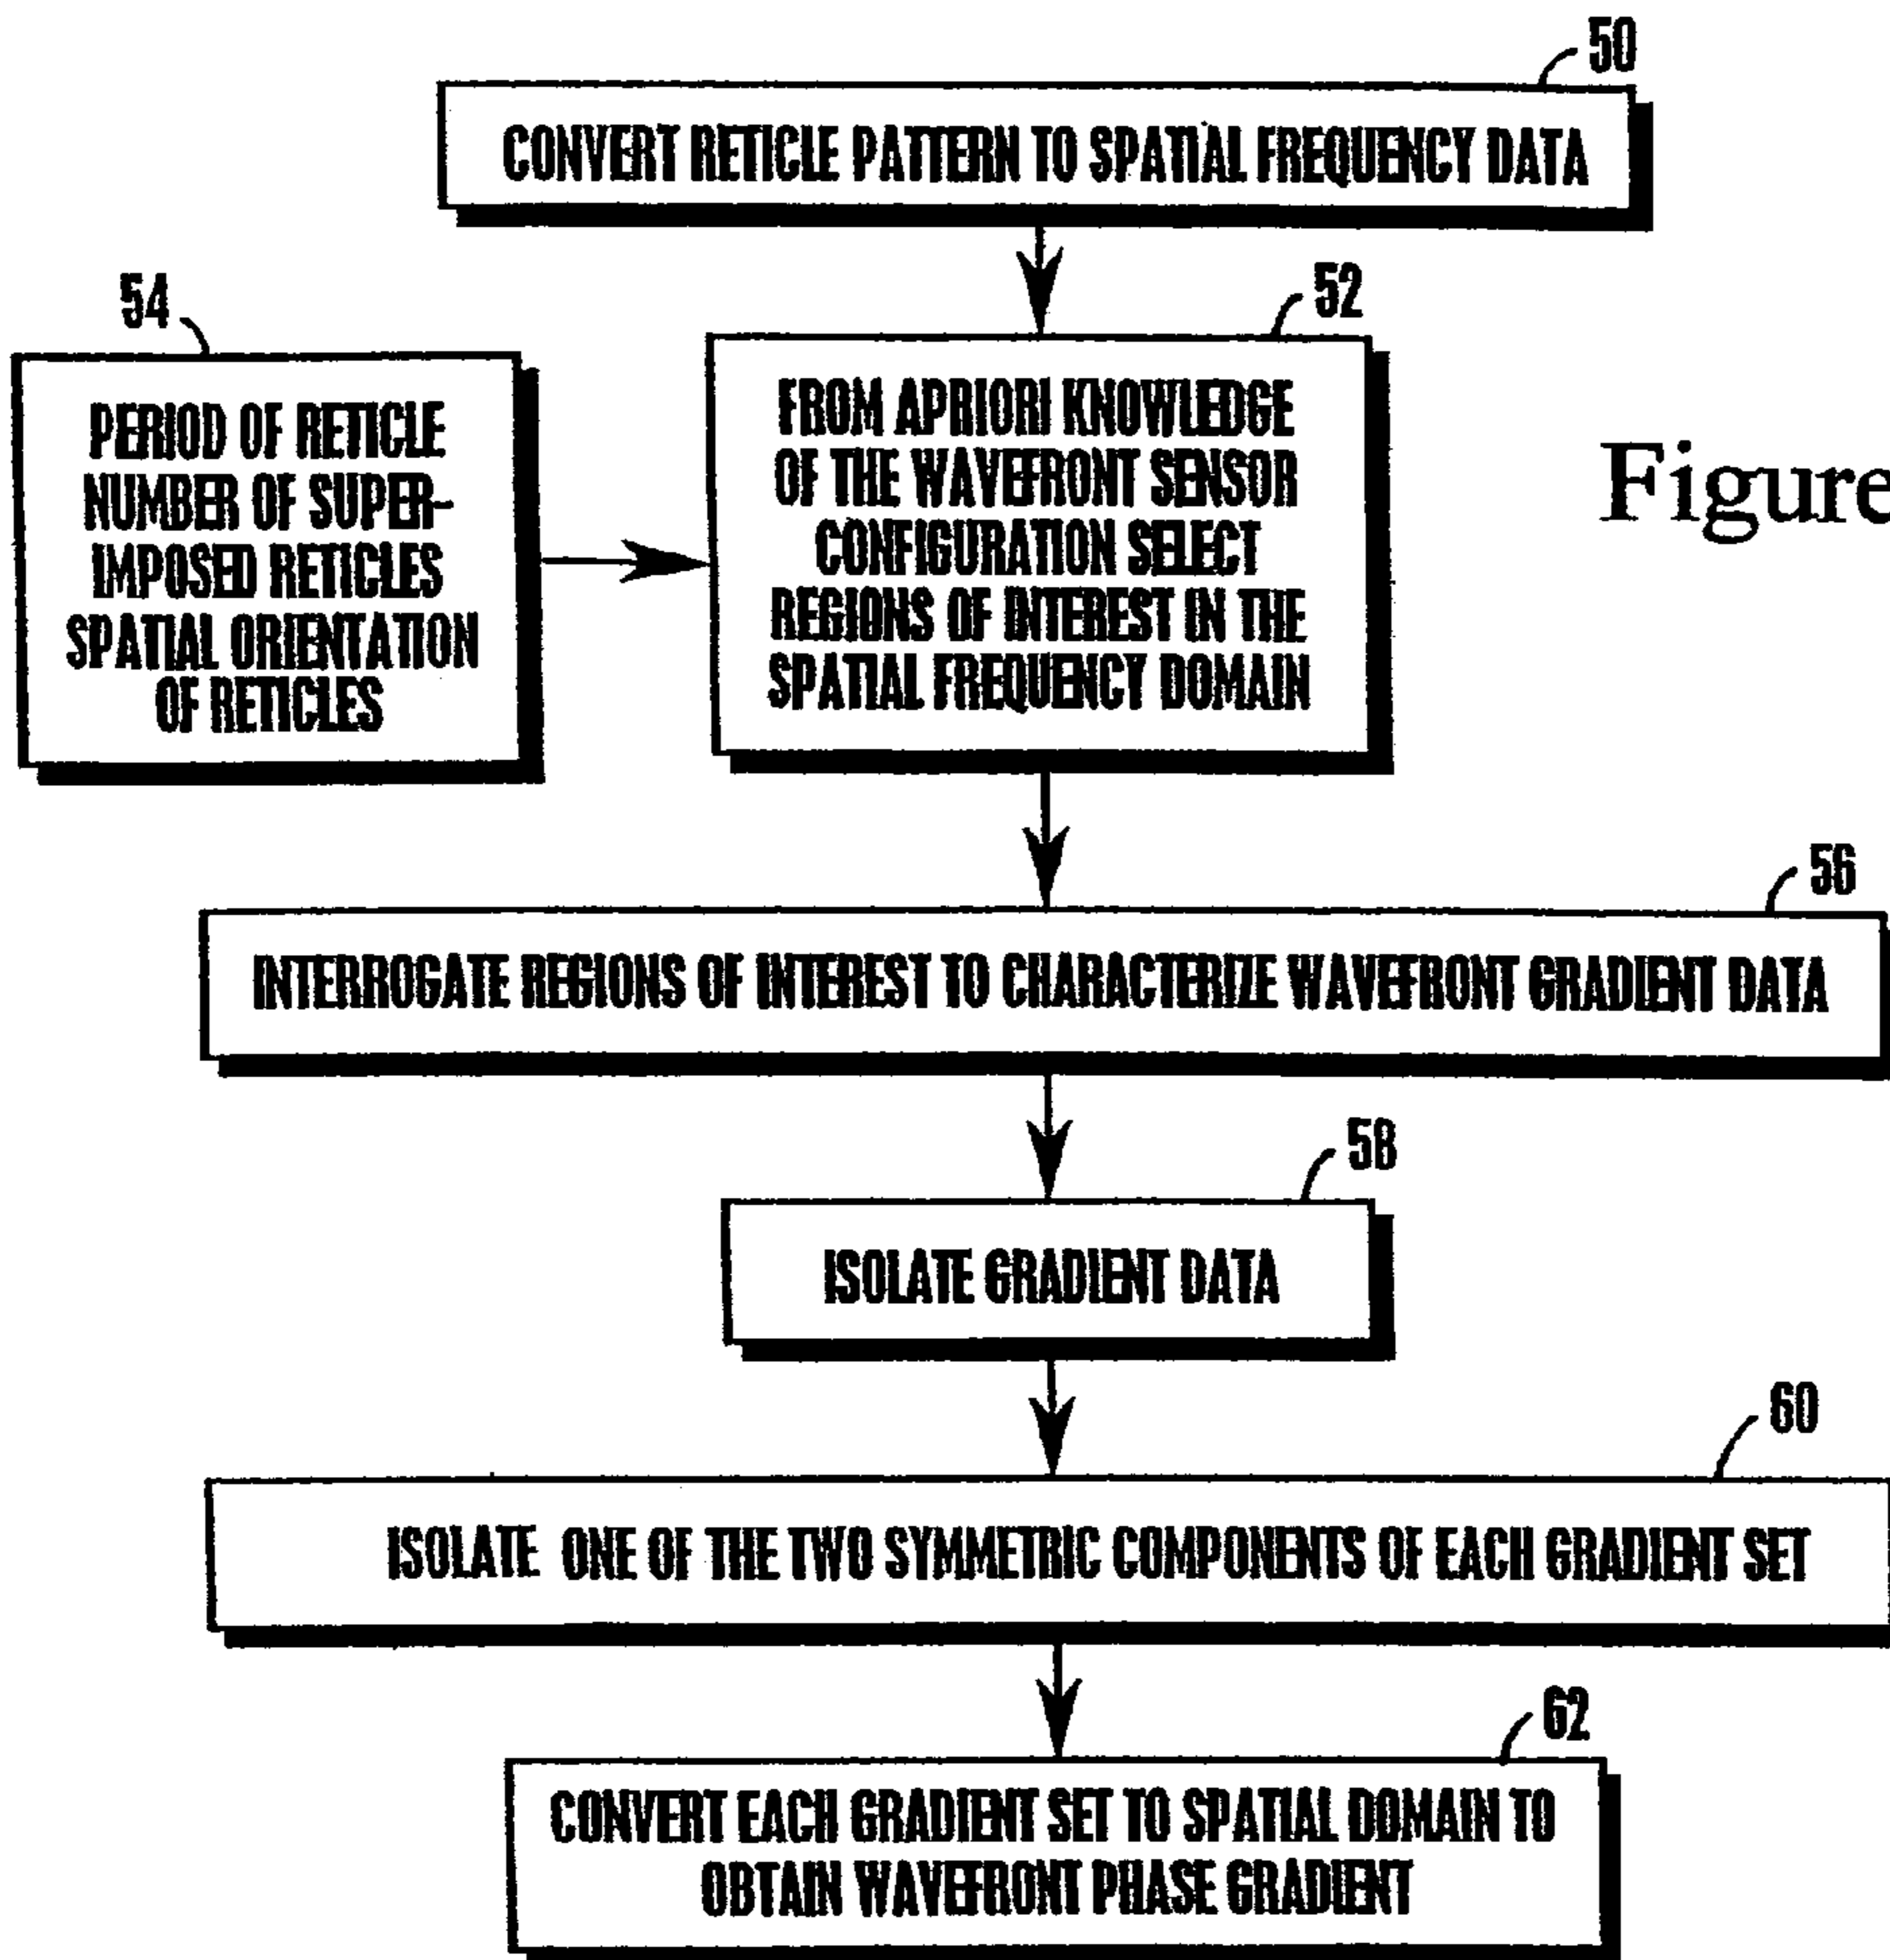 50
CONVERT RETICLE PATTERN TO SPATIAL FREQUENCY DATA
54
PERIOD OF RETICLE
NUMBER OF SUPER-
IMPOSED RETICLES
SPATIAL ORIENTATION
OF RETICLES
52
FROM APRIORI KNOWLEDGE
OF THE WAVEFRONT SENSOR
CONFIGURATION SELECT
REGIONS OF INTEREST IN THE
SPATIAL FREQUENCY DOMAIN
Figure
56
INTERROGATE REGIONS OF INTEREST TO CHARACTERIZE WAVEFRONT GRADIENT DATA
58
ISOLATE GRADIENT DATA
60
ISOLATE ONE OF THE TWO SYMMETRIC COMPONENTS OF EACH GRADIENT SET
62
CONVERT EACH GRADIENT SET TO SPATIAL DOMAIN TO
OBTAIN WAVEFRONT PHASE GRADIENT